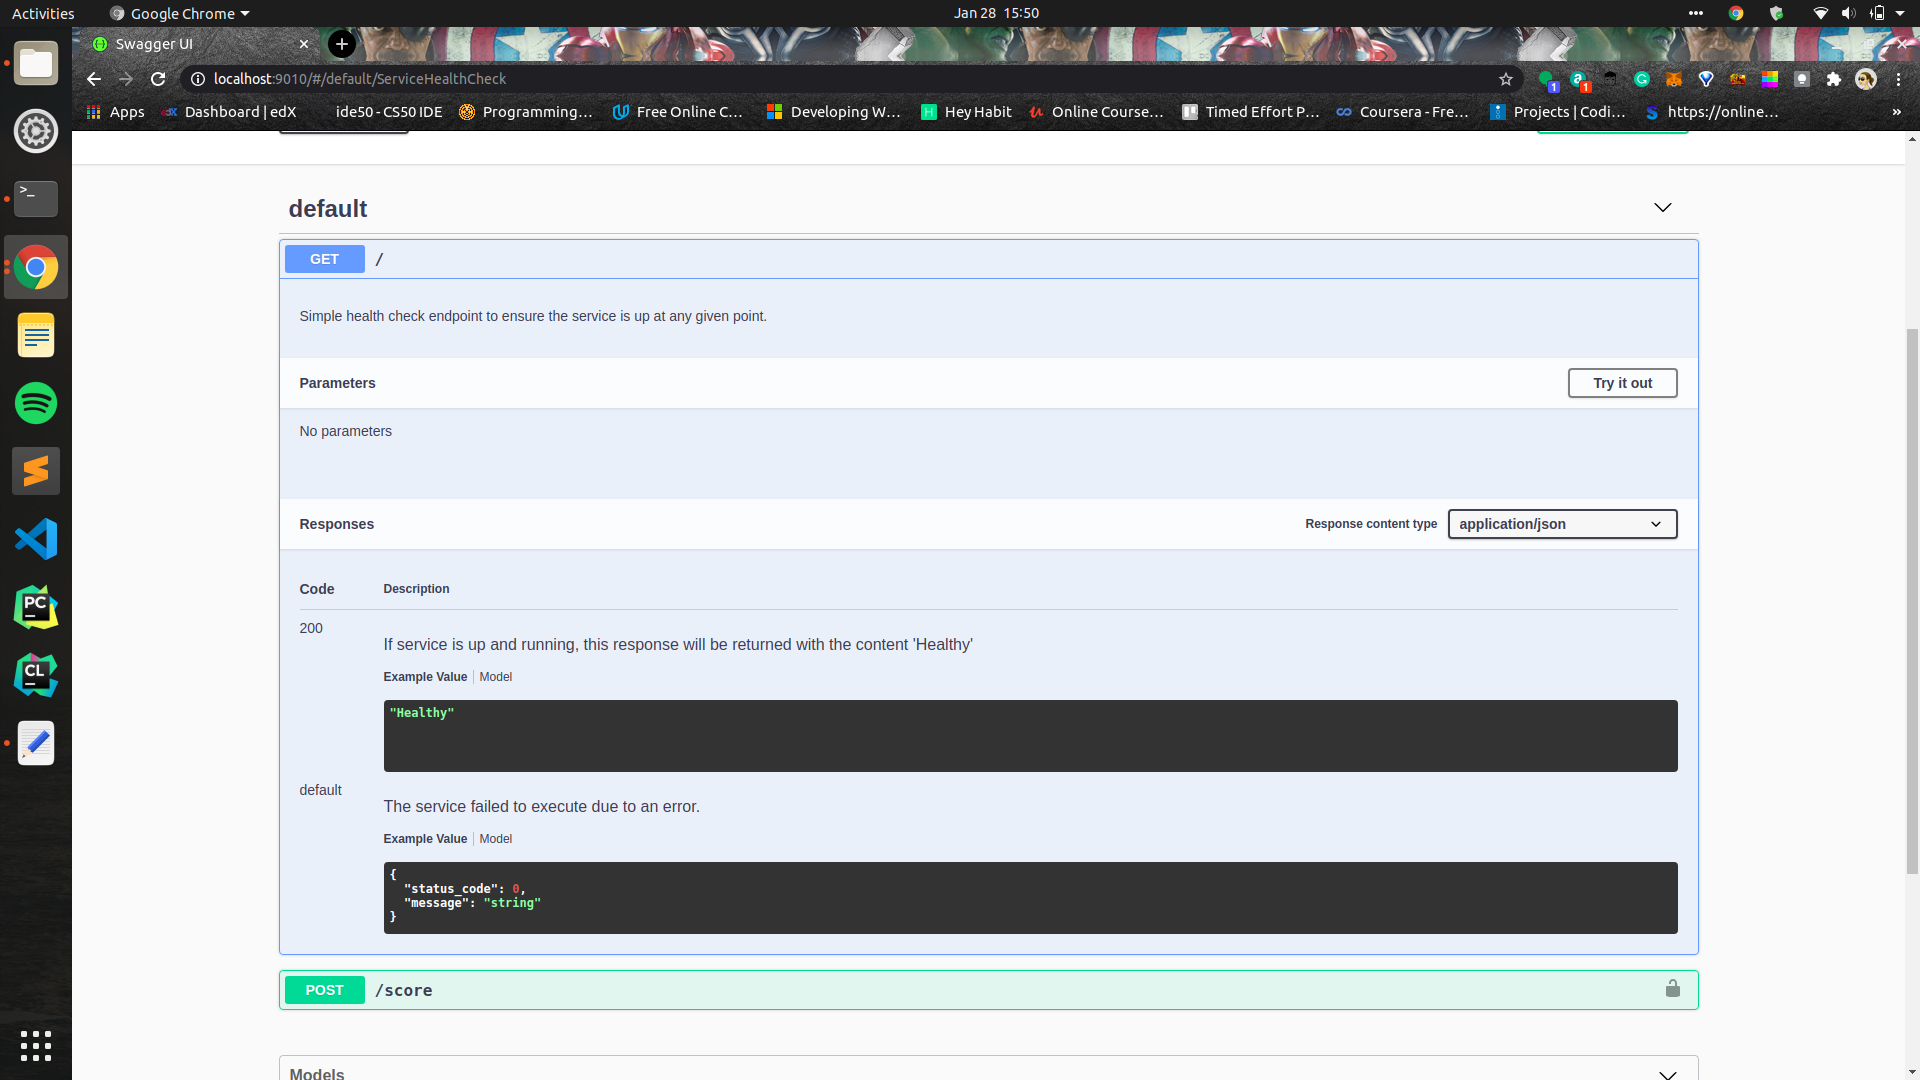 Activities
Google Chrome
Jan 28 15:50
Swagger UI
localhost:9010/#/default/ServiceHealthCheck
1
1
Apps
Dashboard | edX
ide50 - CS50 IDE
Programming...
Free Online C...
Developing W...
Hey Habit
Online Course...
Timed Effort P...
Coursera - Fre...
Projects | Codi...
https://online...
»
default
GET /
Simple health check endpoint to ensure the service is up at any given point.
Parameters
Try it out
No parameters
Responses
Response content type
application/json
Code Description
200
If service is up and running, this response will be returned with the content 'Healthy'
Example Value Model
"Healthy"
default
The service failed to execute due to an error.
Example Value Model
{
"status_code": 0,
"message": "string"
}
POST /score
Models
>_
PC
CL